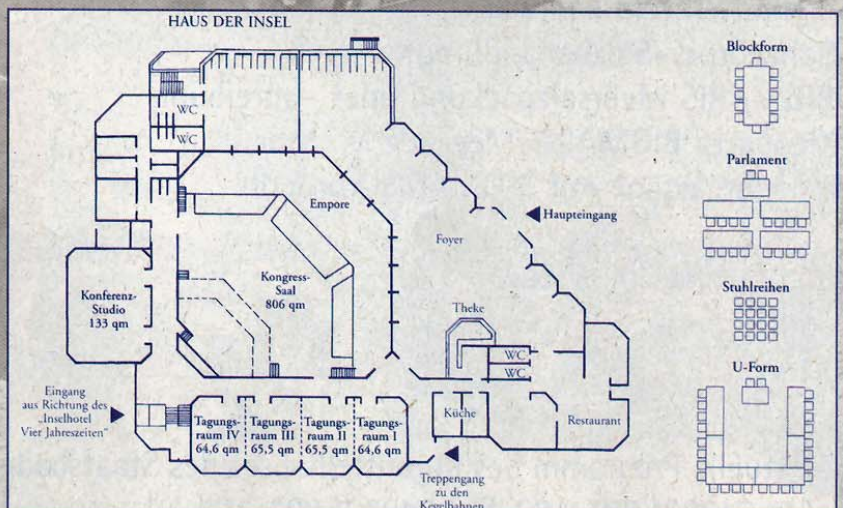 HAUS DER INSEL
WC
WC
Empore
Foyer
Haupteingang
Kongress-
Saal
806 qm
Konferenz-
Studio
133 qm
Theke
WC
WC
Eingang
aus Richtung des
„Inselhotel
Vier Jahreszeiten"
Tagungs-
raum IV
64,6 qm
Tagungs-
raum III
65,5 qm
Tagungs-
raum II
65,5 qm
Tagungs-
raum I
64,6 qm
Küche
Restaurant
Treppengang
zu den
Kegelbahnen
Blockform
Parlament
Stuhlreihen
U-Form